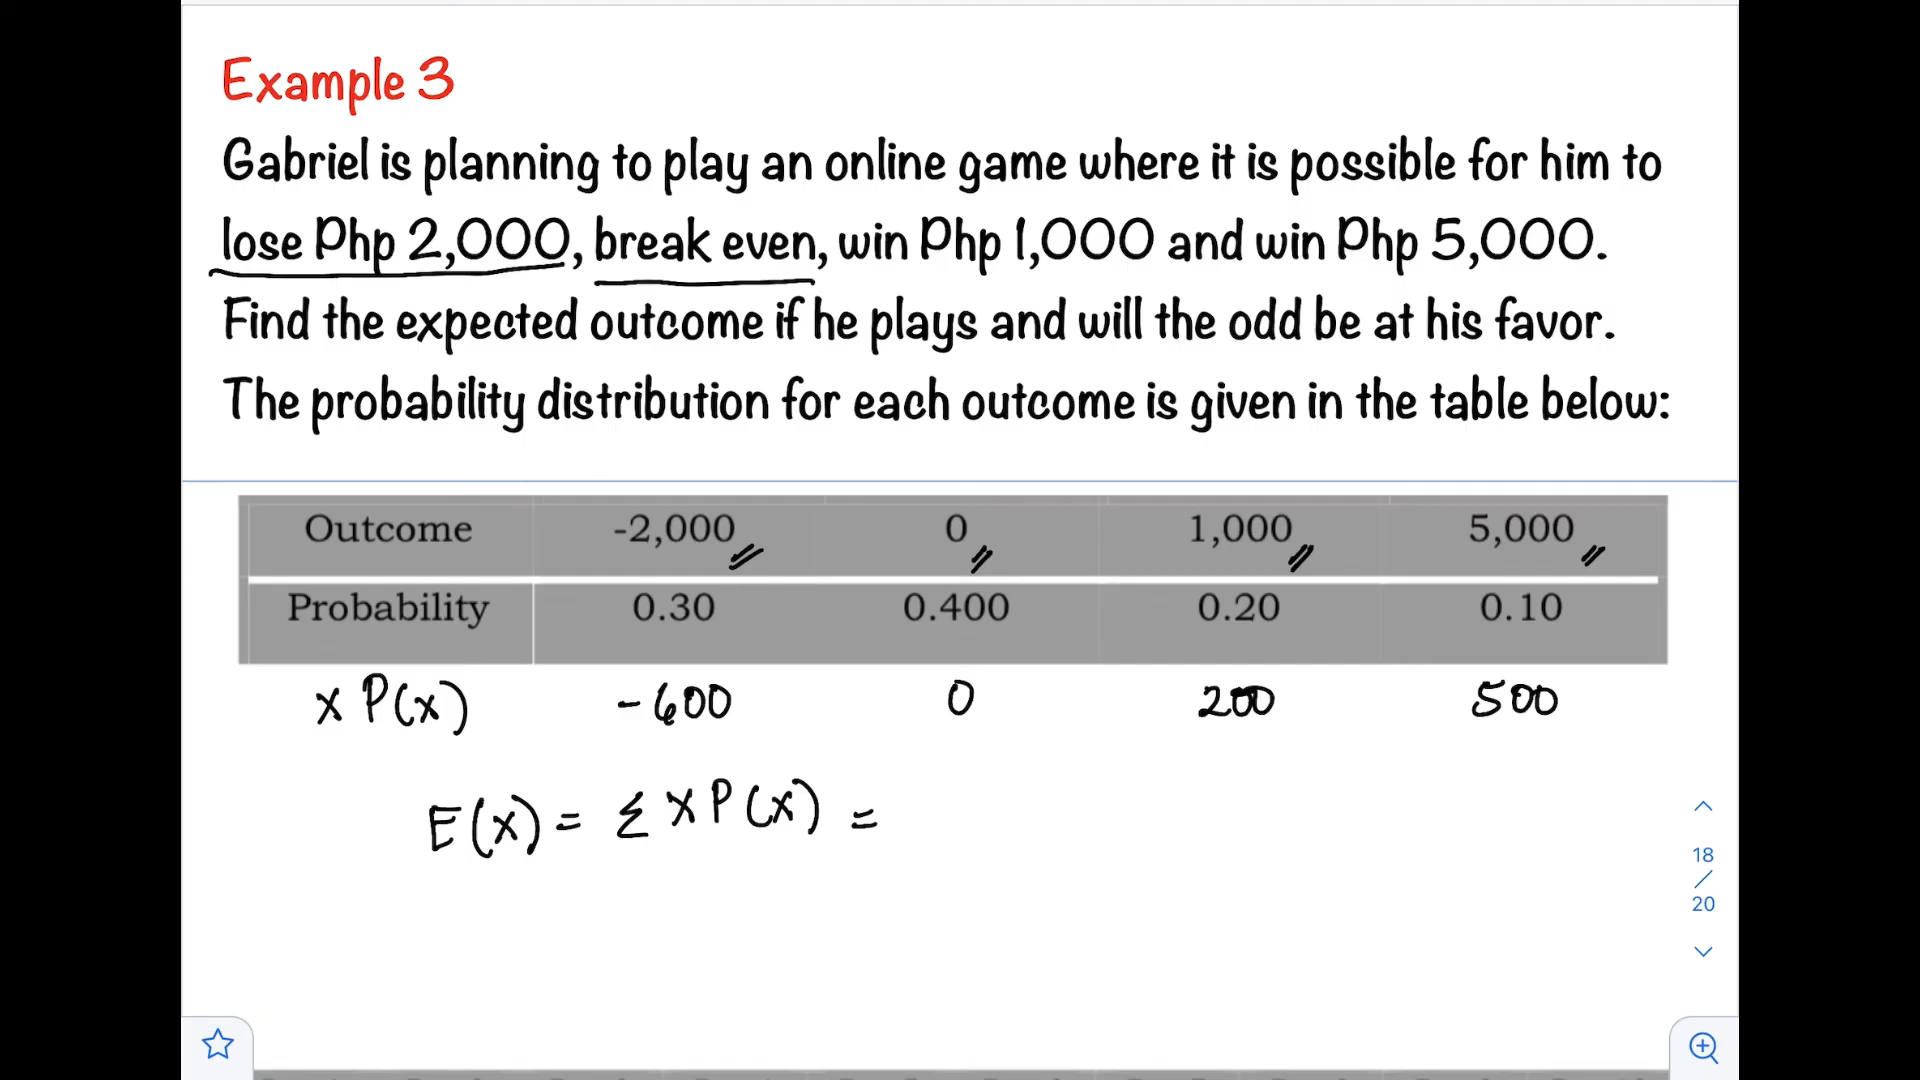 Example 3
Gabriel is planning to play an online game where it is possible for him to
lose Php 2,000, break even, win Php 1,000 and win Php 5,000.
Find the expected outcome if he plays and will the odd be at his favor.
The probability distribution for each outcome is given in the table below:
Outcome -2,000 0 1,000 5,000
Probability 0.30 0.400 0.20 0.10
x P(x) -600 0 200 500
E(x) = Σ x P(x) =
18
/
20